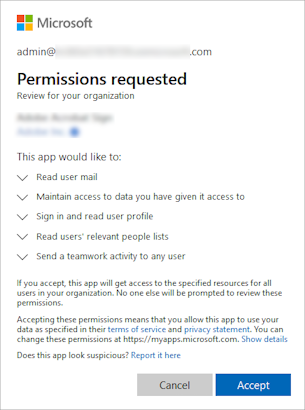 Microsoft
admin@ .com
Permissions requested
Review for your organization
This app would like to:
Read user mail
Maintain access to data you have given it access to
Sign in and read user profile
Read users' relevant people lists
Send a teamwork activity to any user
If you accept, this app will get access to the specified resources for all
users in your organization. No one else will be prompted to review these
permissions.
Accepting these permissions means that you allow this app to use your
data as specified in their terms of service and privacy statement. You can
change these permissions at https://myapps.microsoft.com. Show details
Does this app look suspicious? Report it here
Cancel
Accept